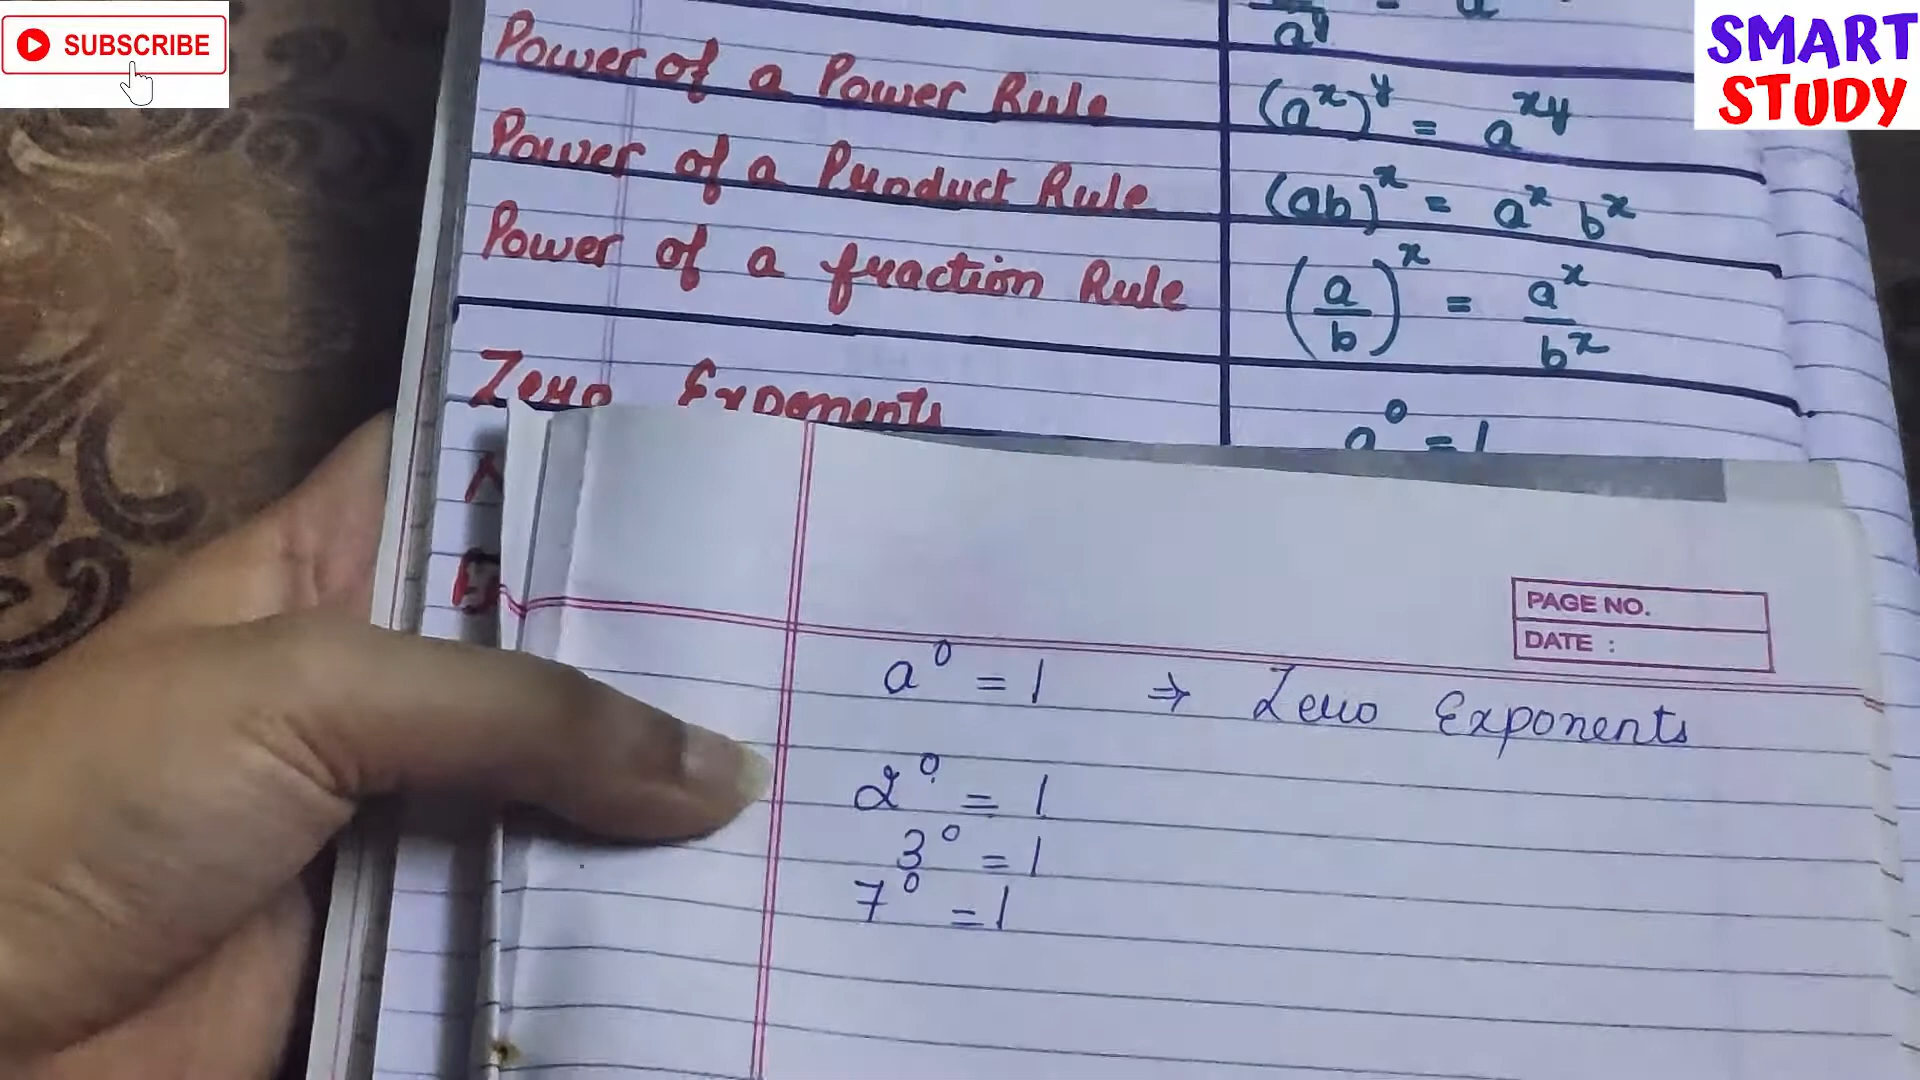 SUBSCRIBE
SMART
STUDY
a^y
Power of a Power Rule (a^x)^y = a^xy
Power of a Product Rule (ab)^x = a^x b^x
Power of a fraction Rule (a/b)^x = a^x/b^x
Zero Exponents a^0 = 1
PAGE NO.
DATE :
a^0 = 1 ⇒ Zero Exponents
2^0 = 1
3^0 = 1
7^0 = 1